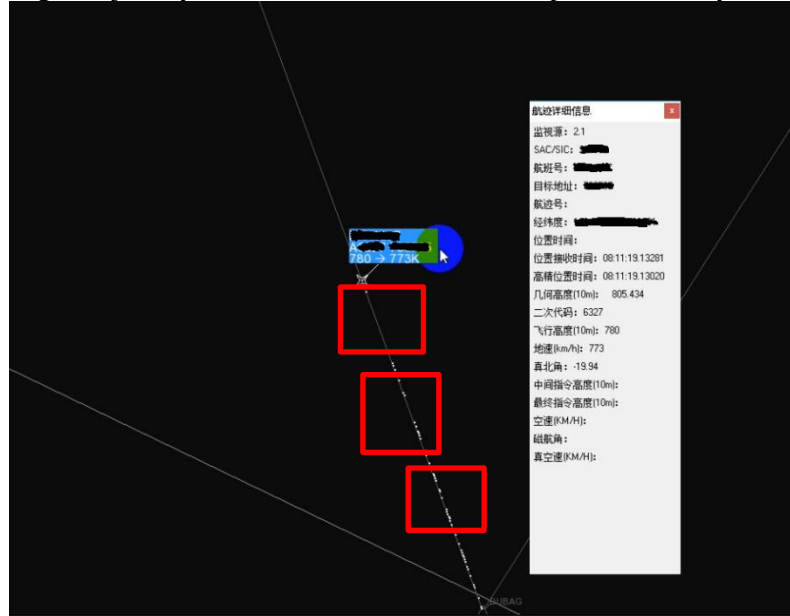 780 → 773K
BUBAG
航迹详细信息 x
监视源：2.1
SAC/SIC：
航班号：
目标地址：
航迹号：
经纬度：
位置时间：
位置接收时间：08:11:19.13281
高精位置时间：08:11:19.13020
几何高度(10m)： 805.434
二次代码：6327
飞行高度(10m)：780
地速(km/h)：773
真北角：-19.94
中间指令高度(10m)：
最终指令高度(10m)：
空速(KM/H)：
磁航角：
真空速(KM/H)：